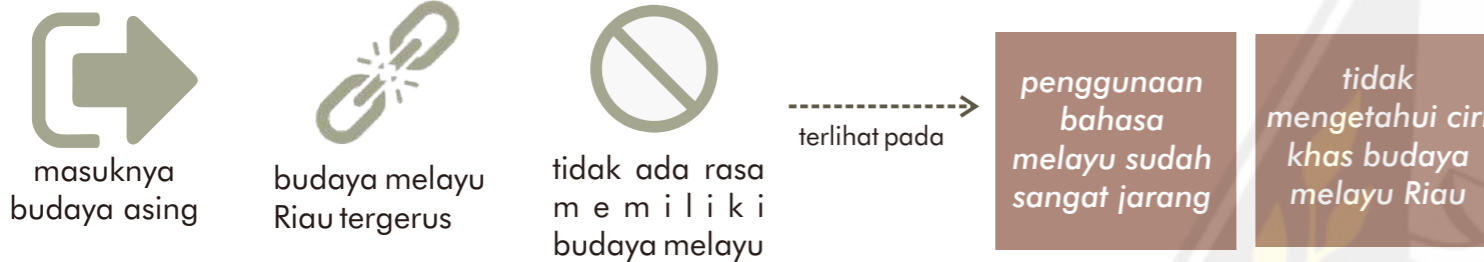 masuknya
budaya asing
budaya melayu
Riau tergerus
tidak ada rasa
memiliki
budaya melayu
terlihat pada
penggunaan
bahasa
melayu sudah
sangat jarang
tidak
mengetahui ciri
khas budaya
melayu Riau